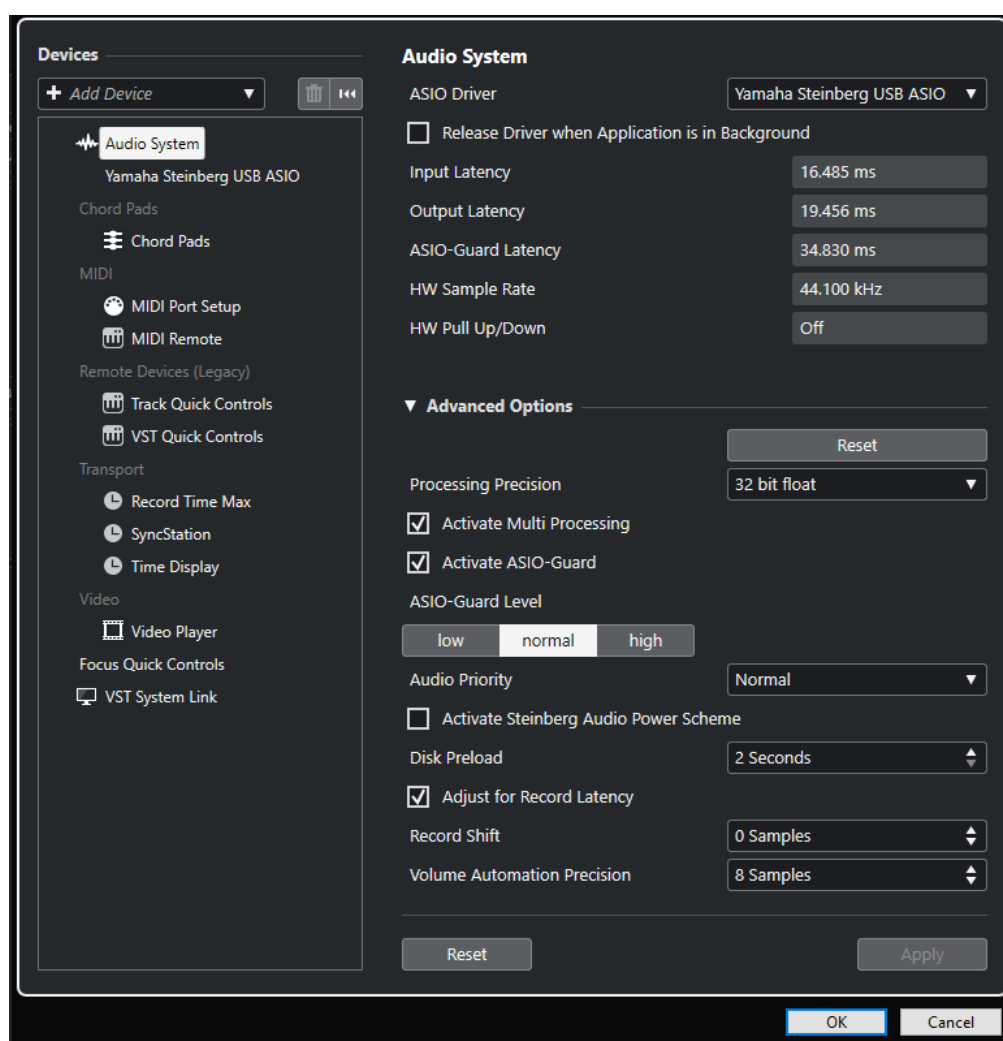 Devices
Add Device
Audio System
Yamaha Steinberg USB ASIO
Chord Pads
Chord Pads
MIDI
MIDI Port Setup
MIDI Remote
Remote Devices (Legacy)
Track Quick Controls
VST Quick Controls
Transport
Record Time Max
SyncStation
Time Display
Video
Video Player
Focus Quick Controls
VST System Link
Audio System
ASIO Driver Yamaha Steinberg USB ASIO
Release Driver when Application is in Background
Input Latency 16.485 ms
Output Latency 19.456 ms
ASIO-Guard Latency 34.830 ms
HW Sample Rate 44.100 kHz
HW Pull Up/Down Off
Advanced Options
Reset
Processing Precision 32 bit float
Activate Multi Processing
Activate ASIO-Guard
ASIO-Guard Level
low normal high
Audio Priority Normal
Activate Steinberg Audio Power Scheme
Disk Preload 2 Seconds
Adjust for Record Latency
Record Shift 0 Samples
Volume Automation Precision 8 Samples
Reset Apply
OK Cancel